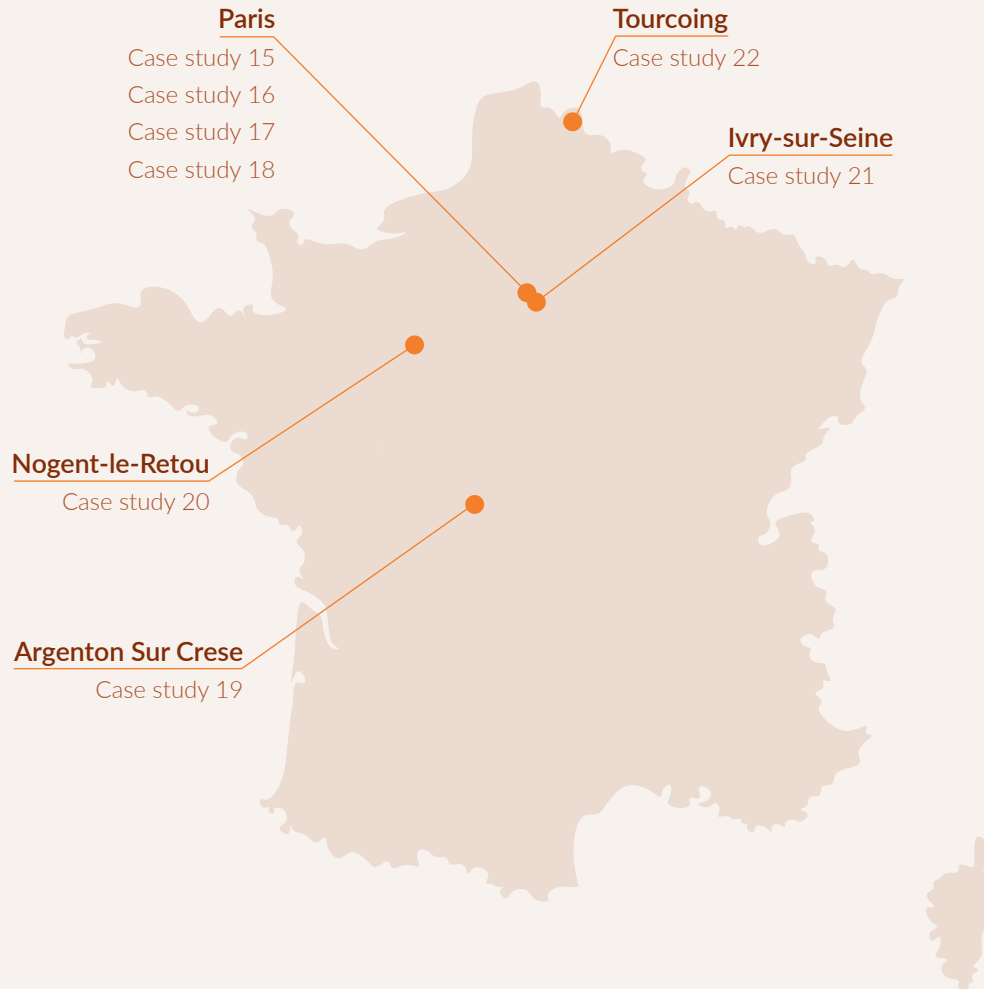 Paris
Case study 15
Case study 16
Case study 17
Case study 18
Tourcoing
Case study 22
Ivry-sur-Seine
Case study 21
Nogent-le-Retou
Case study 20
Argenton Sur Crese
Case study 19